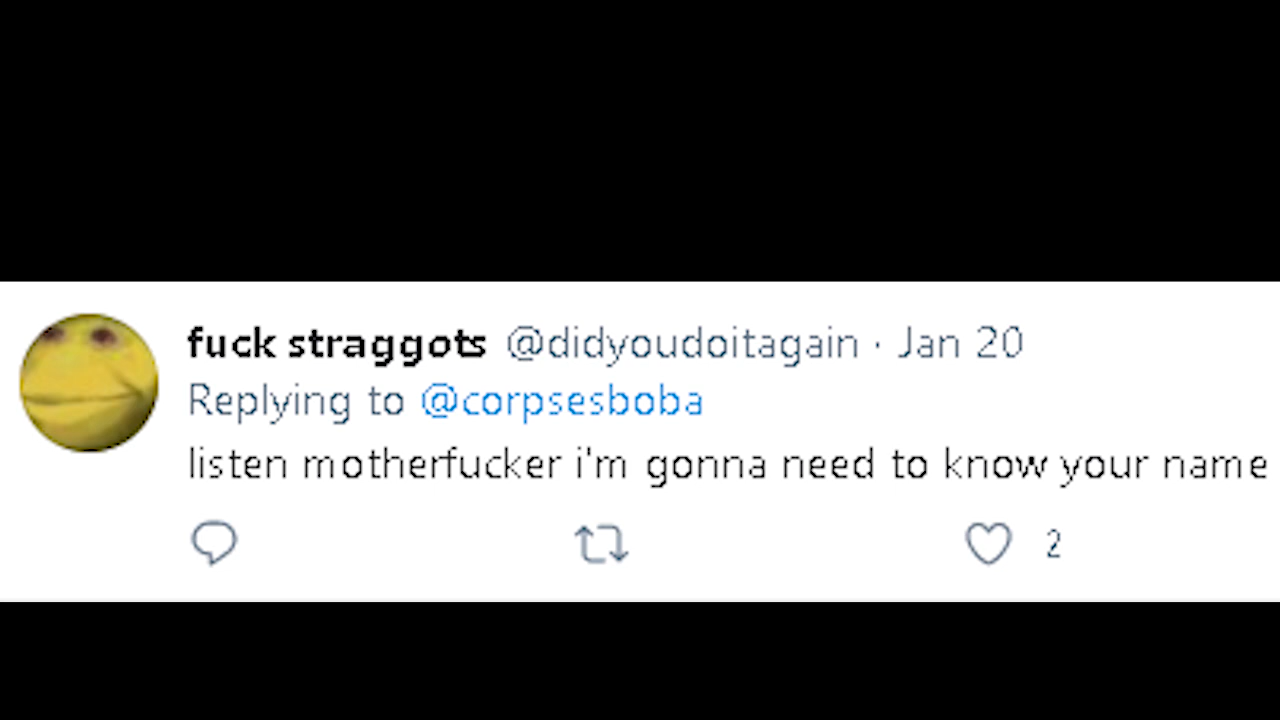 fuck straggots @didyoudoitagain · Jan 20
Replying to @corpsesboba
listen motherfucker i'm gonna need to know your name
2